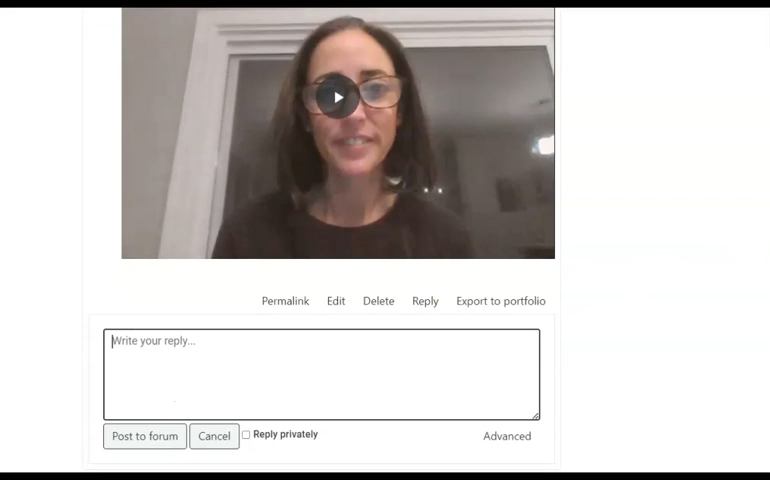 Permalink Edit Delete Reply Export to portfolio
Write your reply...
Post to forum Cancel Reply privately Advanced